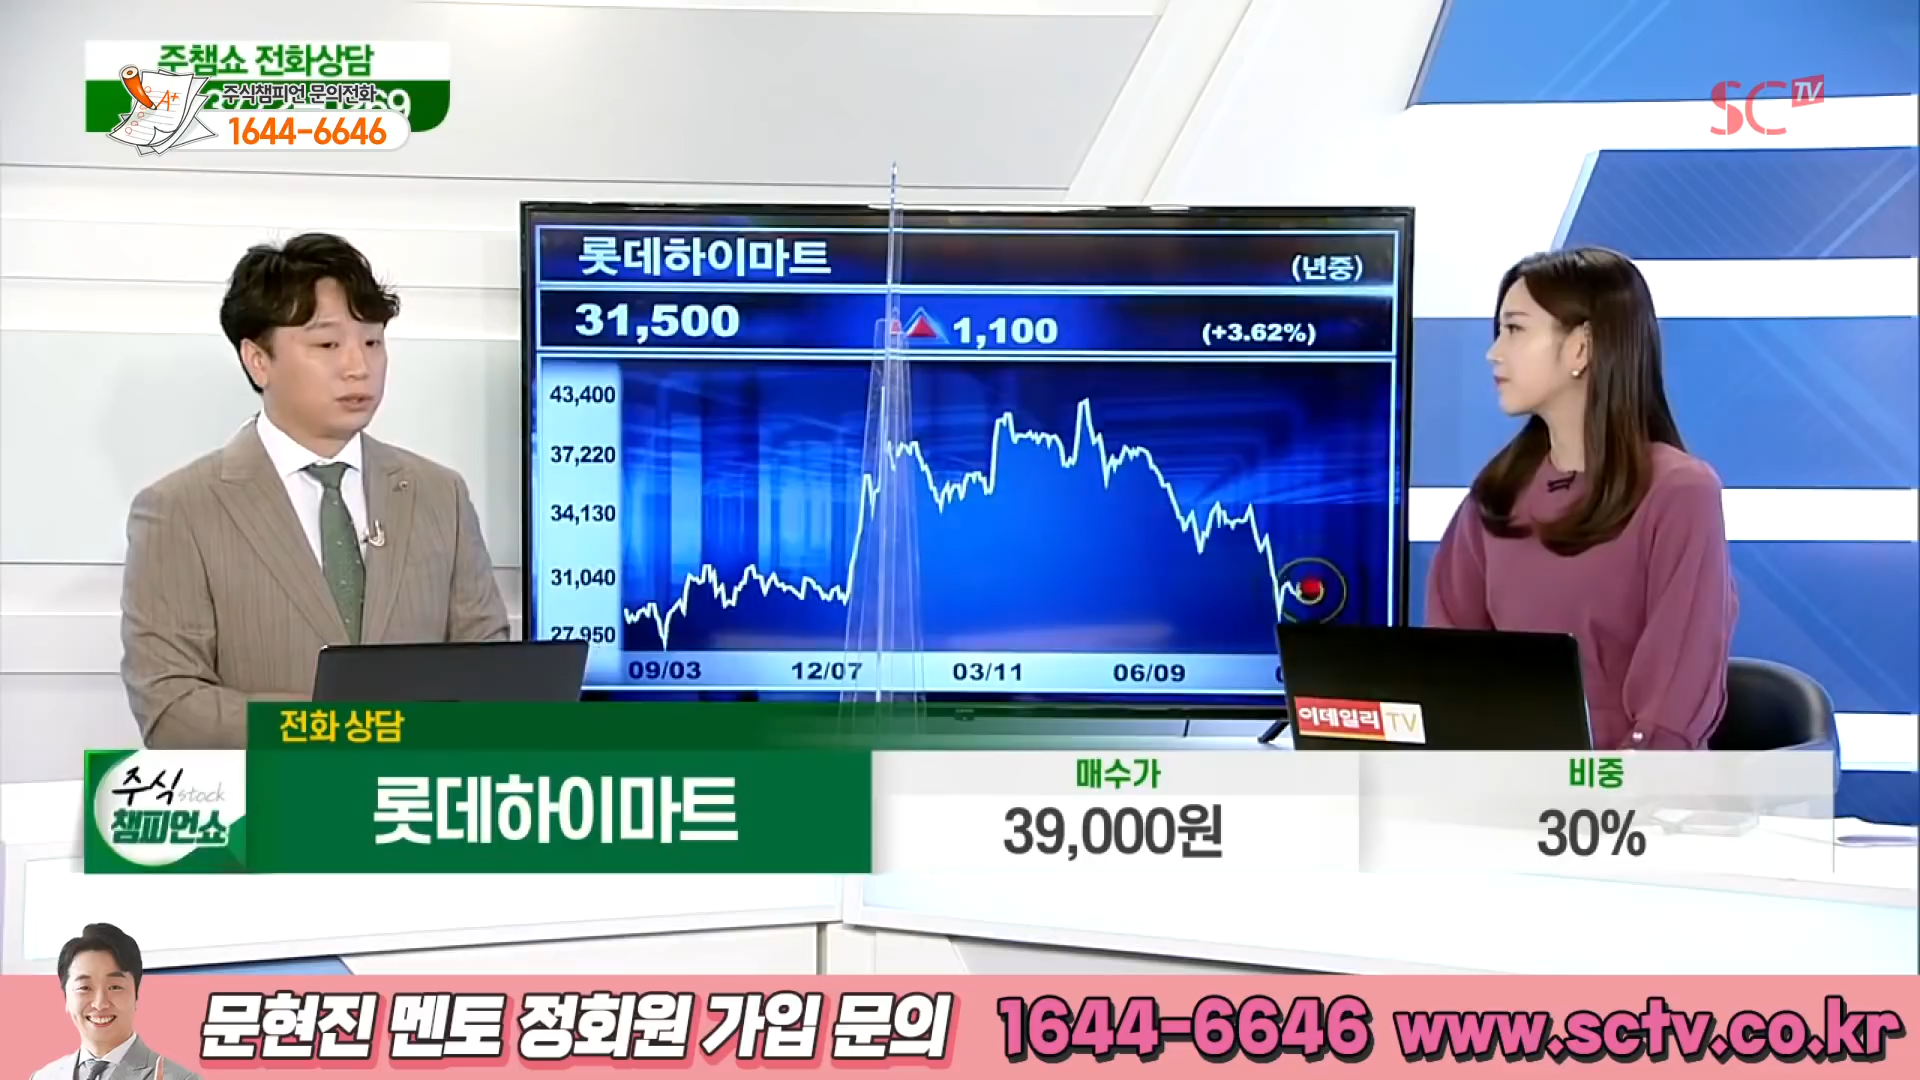 주챔쇼 전화상담
주식챔피언 문의전화
A+
1644-6646
SCTV
롯데하이마트
(년중)
31,500
1,100
(+3.62%)
43,400
37,220
34,130
31,040
27,950
09/03
12/07
03/11
06/09
이데일리TV
전화 상담
주식 stock
챔피언쇼
롯데하이마트
매수가
39,000원
비중
30%
문현진 멘토 정회원 가입 문의 1644-6646 www.sctv.co.kr